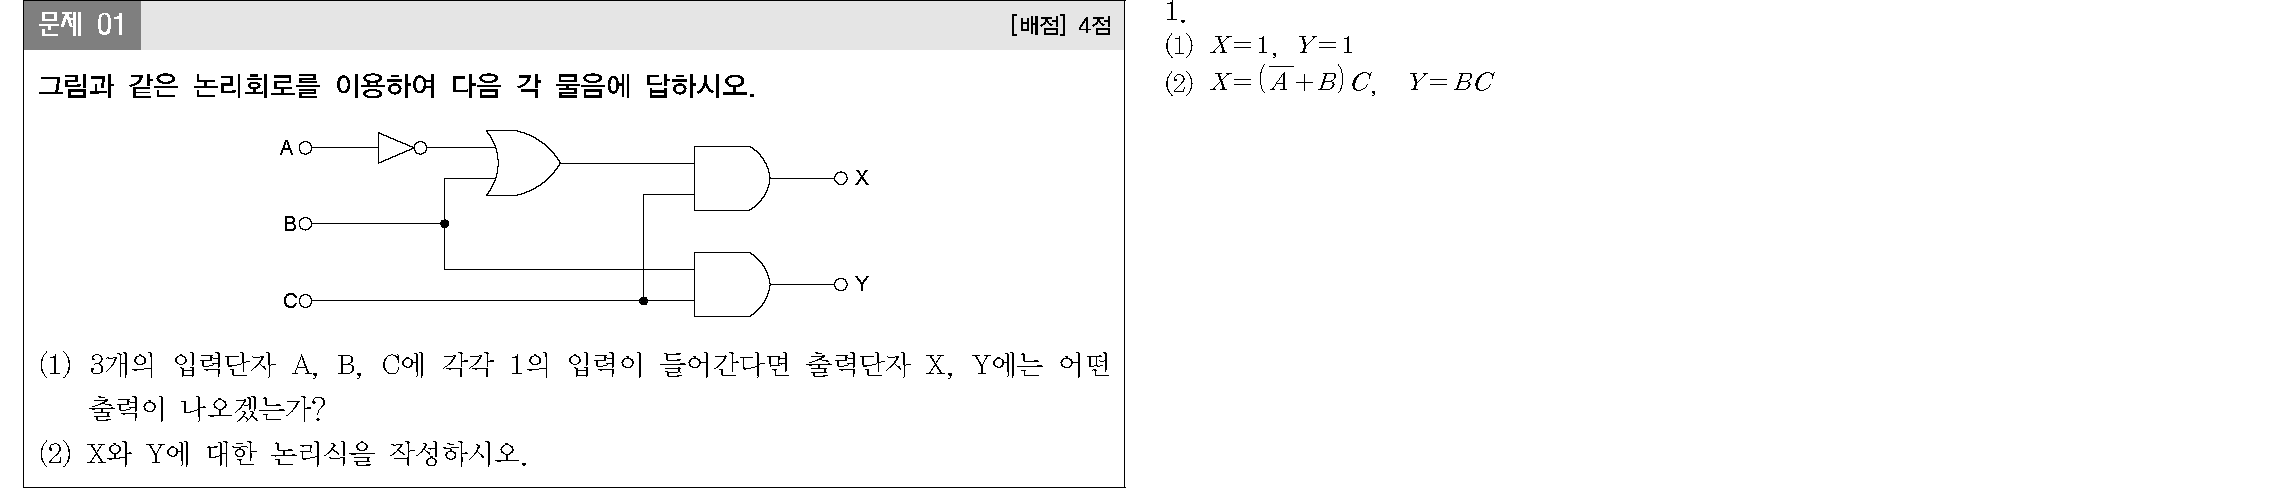 문제 01
[배점] 4점
그림과 같은 논리회로를 이용하여 다음 각 물음에 답하시오.
A
X
B
Y
C
(1) 3개의 입력단자 A, B, C에 각각 1의 입력이 들어간다면 출력단자 X, Y에는 어떤
출력이 나오겠는가?
(2) X와 Y에 대한 논리식을 작성하시오.
1.
(1) X=1, Y=1
(2) X=(A̅+B)C, Y=BC